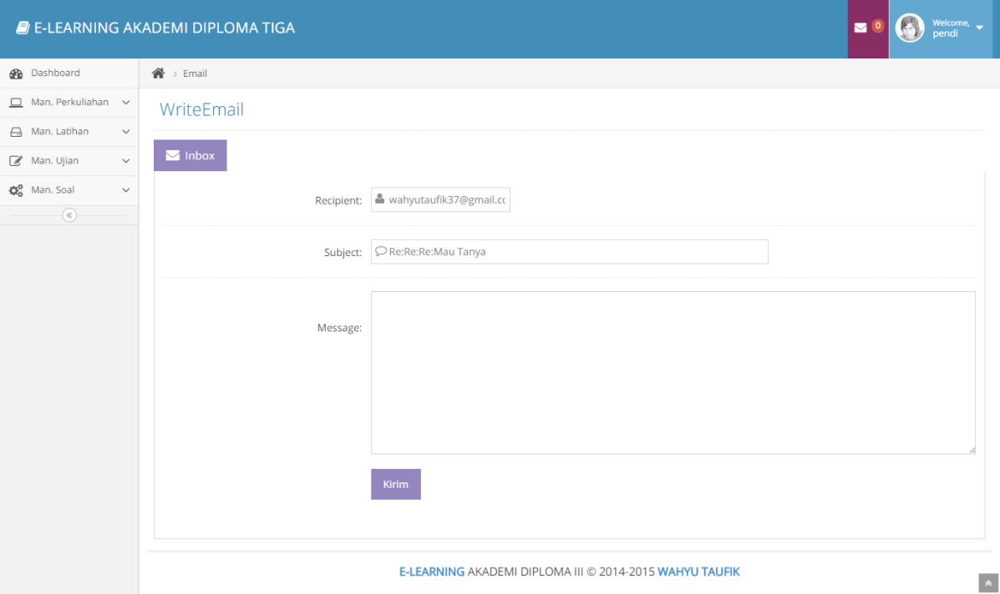 E-LEARNING AKADEMI DIPLOMA TIGA
0
Welcome,
pendi
Dashboard
Man. Perkuliahan
Man. Latihan
Man. Ujian
Man. Soal
Email
WriteEmail
Inbox
Recipient: wahyutaufik37@gmail.cc
Subject: Re:Re:Re:Mau Tanya
Message:
Kirim
E-LEARNING AKADEMI DIPLOMA III © 2014-2015 WAHYU TAUFIK